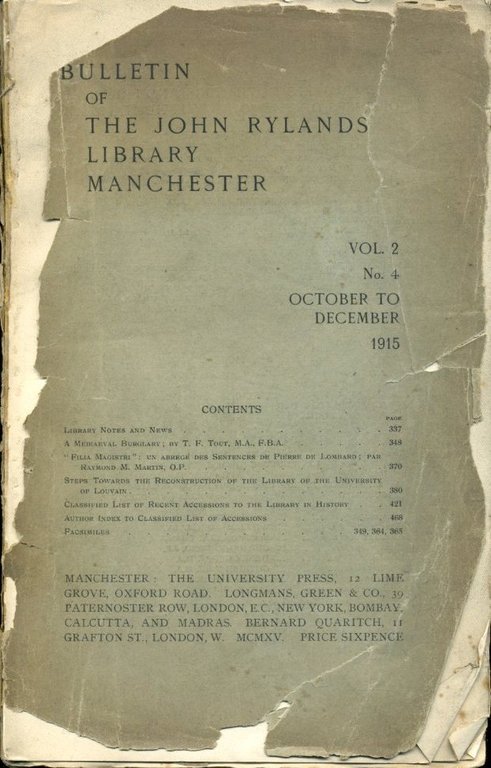 BULLETIN
OF
THE JOHN RYLANDS
LIBRARY
MANCHESTER
VOL. 2
No. 4
OCTOBER TO
DECEMBER
1915
CONTENTS
PAGE
Library Notes and News . . . 337
A Mediaeval Burglary; by T. F. Tout, M.A., F.B.A. . . . 348
"Filia Magistri": un abrégé des Sentences de Pierre de Lombard; par
Raymond M. Martin, O.P. . . . 370
Steps Towards the Reconstruction of the Library of the University
of Louvain . . . 380
Classified List of Recent Accessions to the Library in History . 421
Author Index to Classified List of Accessions . . . 468
Facsimiles . . . 349, 364, 365
MANCHESTER: THE UNIVERSITY PRESS, 12 LIME
GROVE, OXFORD ROAD. LONGMANS, GREEN & CO., 39
PATERNOSTER ROW, LONDON, E.C., NEW YORK, BOMBAY,
CALCUTTA, AND MADRAS. BERNARD QUARITCH, 11
GRAFTON ST., LONDON, W. MCMXV. PRICE SIXPENCE